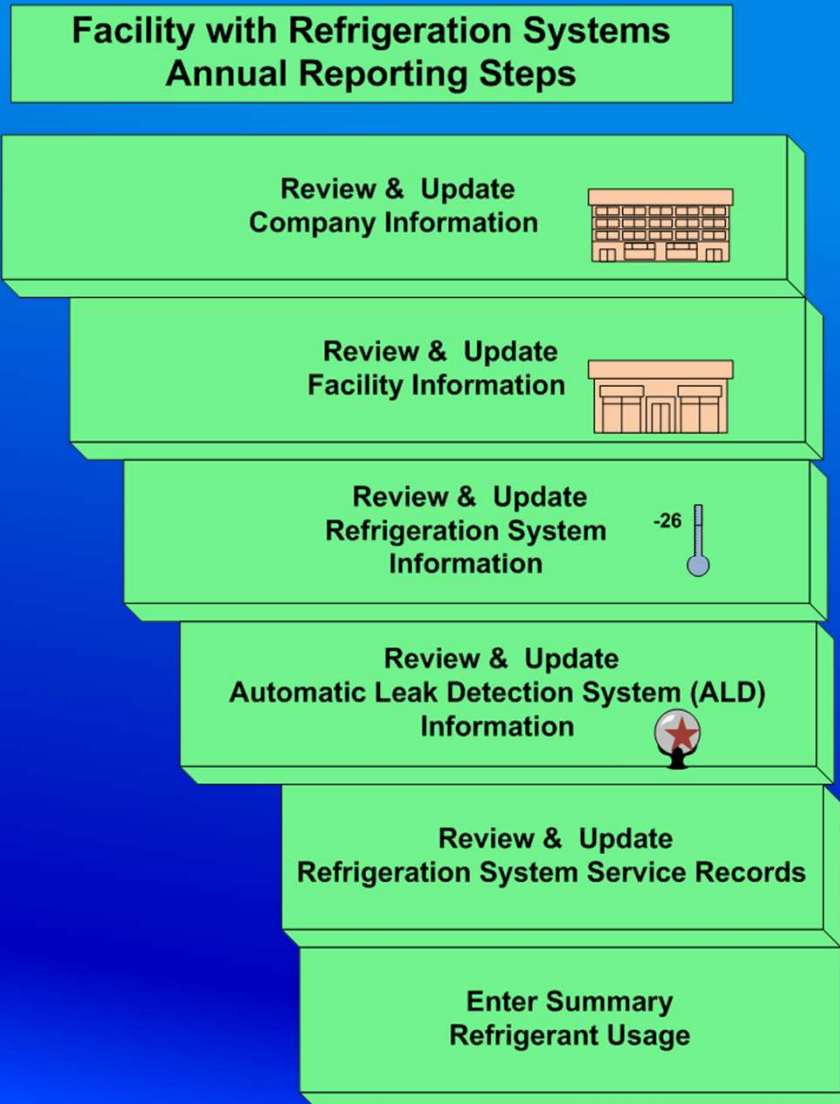 Facility with Refrigeration Systems
Annual Reporting Steps
Review & Update
Company Information
Review & Update
Facility Information
Review & Update
Refrigeration System
Information
-26
Review & Update
Automatic Leak Detection System (ALD)
Information
Review & Update
Refrigeration System Service Records
Enter Summary
Refrigerant Usage